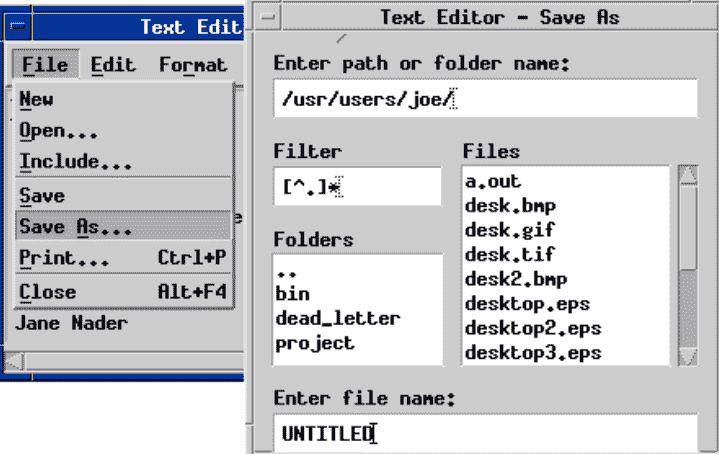 Text Edit
File Edit Format
New
Open...
Include...
Save
Save As...
Print... Ctrl+P
Close Alt+F4
Jane Nader
Text Editor - Save As
Enter path or folder name:
/usr/users/joe/
Filter
[^.]*
Folders
..
bin
dead_letter
project
Files
a.out
desk.bmp
desk.gif
desk.tif
desk2.bmp
desktop.eps
desktop2.eps
desktop3.eps
Enter file name:
UNTITLED